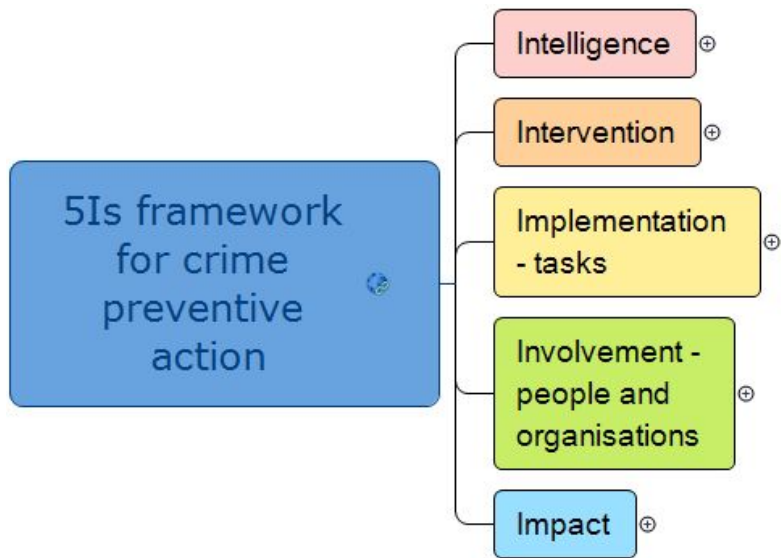 5Is framework
for crime
preventive
action
Intelligence
Intervention
Implementation
- tasks
Involvement -
people and
organisations
Impact